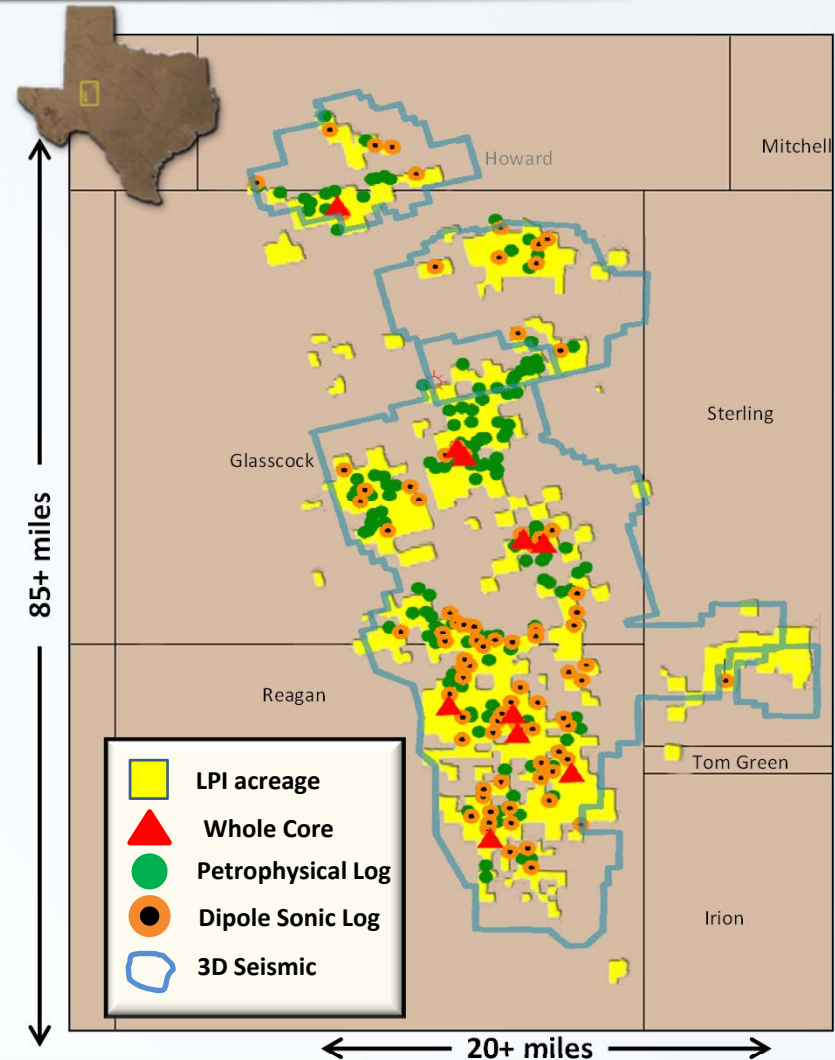 Howard
Mitchell
Sterling
Glasscock
85+ miles
Reagan
Tom Green
LPI acreage
Whole Core
Petrophysical Log
Dipole Sonic Log
3D Seismic
Irion
20+ miles